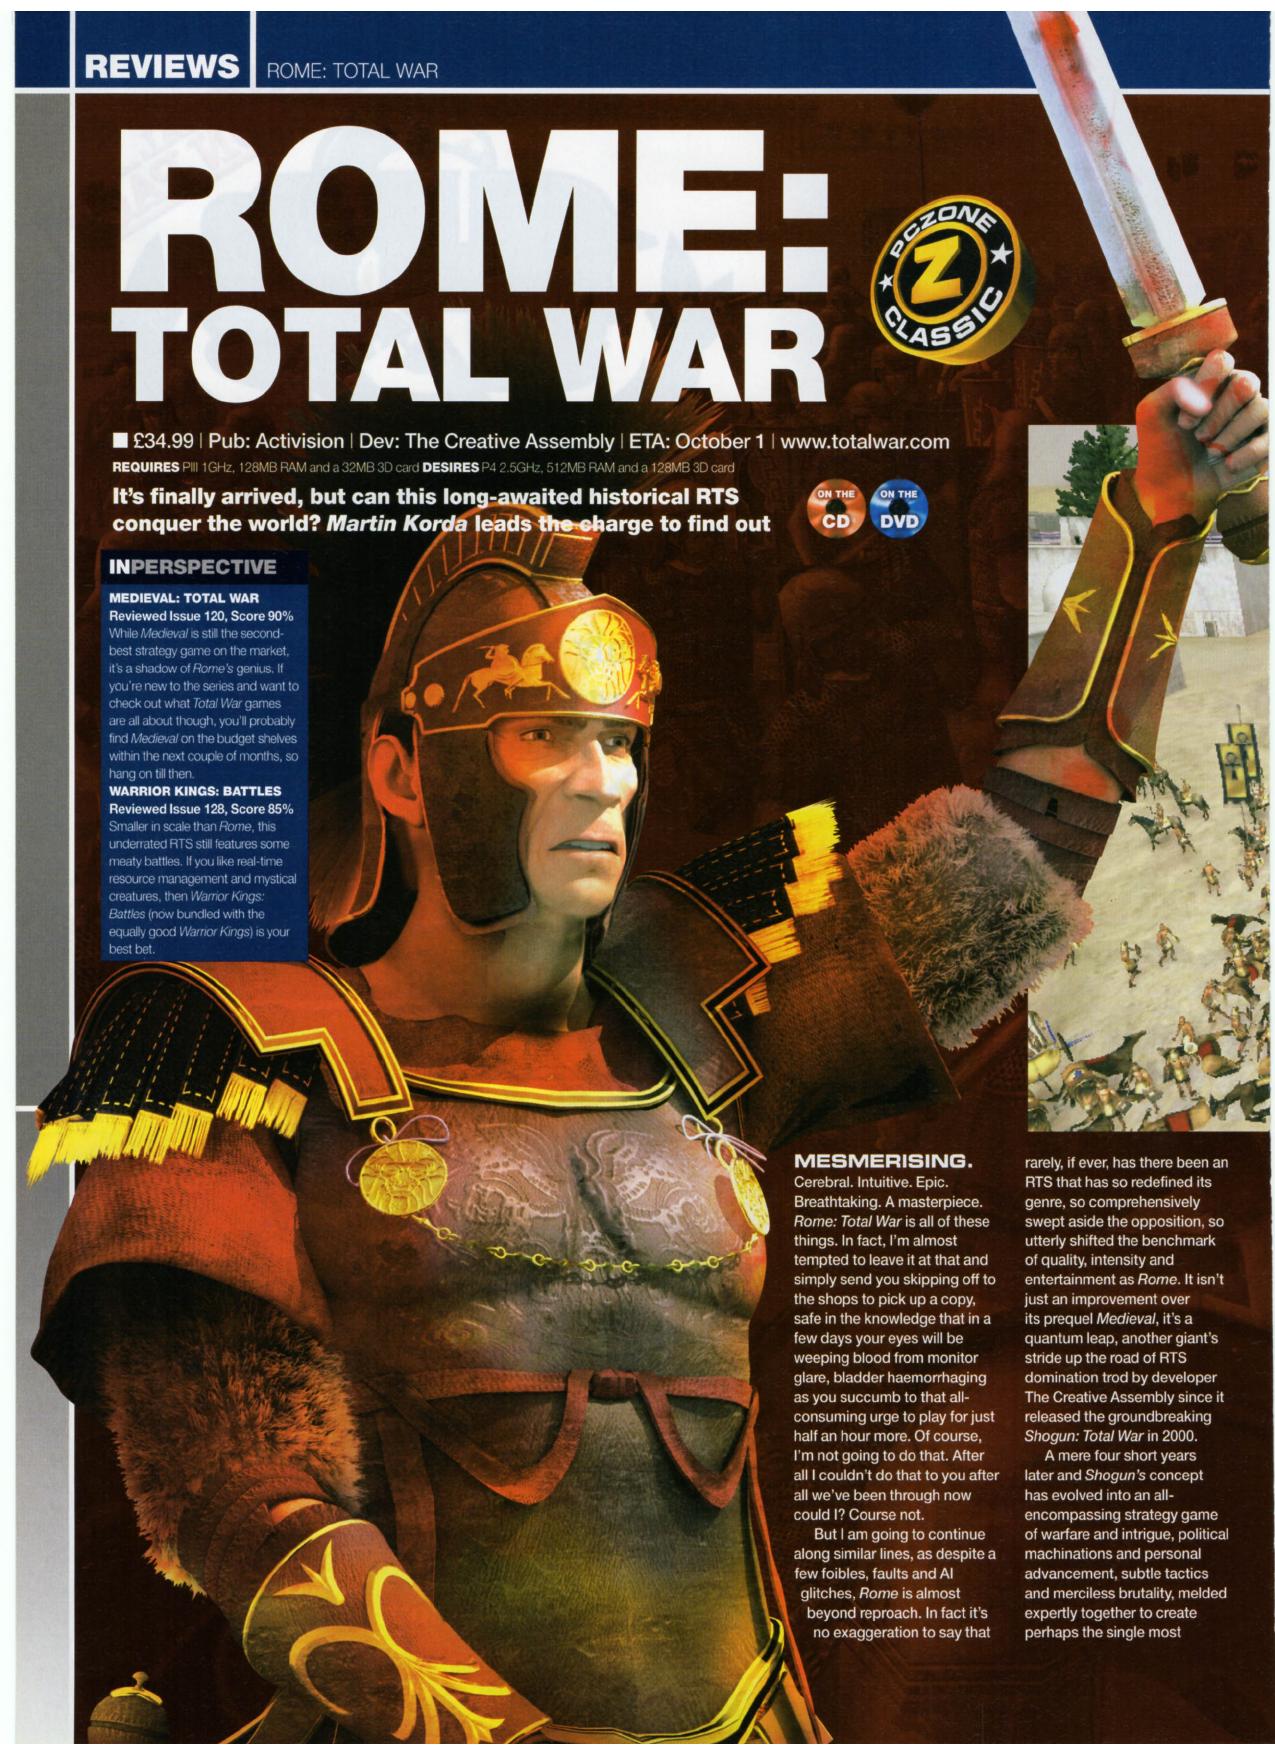 REVIEWS
ROME: TOTAL WAR
ROME:
TOTAL WAR
PCZONE
Z
CLASSIC
■ £34.99 | Pub: Activision | Dev: The Creative Assembly | ETA: October 1 | www.totalwar.com
REQUIRES PIII 1GHz, 128MB RAM and a 32MB 3D card DESIRES P4 2.5GHz, 512MB RAM and a 128MB 3D card
It's finally arrived, but can this long-awaited historical RTS
conquer the world? Martin Korda leads the charge to find out
ON THE
CD
ON THE
DVD
INPERSPECTIVE
MEDIEVAL: TOTAL WAR
Reviewed Issue 120, Score 90%
While Medieval is still the second-
best strategy game on the market,
it's a shadow of Rome's genius. If
you're new to the series and want to
check out what Total War games
are all about though, you'll probably
find Medieval on the budget shelves
within the next couple of months, so
hang on till then.
WARRIOR KINGS: BATTLES
Reviewed Issue 128, Score 85%
Smaller in scale than Rome, this
underrated RTS still features some
meaty battles. If you like real-time
resource management and mystical
creatures, then Warrior Kings:
Battles (now bundled with the
equally good Warrior Kings) is your
best bet.
MESMERISING.
Cerebral. Intuitive. Epic.
Breathtaking. A masterpiece.
Rome: Total War is all of these
things. In fact, I'm almost
tempted to leave it at that and
simply send you skipping off to
the shops to pick up a copy,
safe in the knowledge that in a
few days your eyes will be
weeping blood from monitor
glare, bladder haemorrhaging
as you succumb to that all-
consuming urge to play for just
half an hour more. Of course,
I'm not going to do that. After
all I couldn't do that to you after
all we've been through now
could I? Course not.
But I am going to continue
along similar lines, as despite a
few foibles, faults and AI
glitches, Rome is almost
beyond reproach. In fact it's
no exaggeration to say that
rarely, if ever, has there been an
RTS that has so redefined its
genre, so comprehensively
swept aside the opposition, so
utterly shifted the benchmark
of quality, intensity and
entertainment as Rome. It isn't
just an improvement over
its prequel Medieval, it's a
quantum leap, another giant's
stride up the road of RTS
domination trod by developer
The Creative Assembly since it
released the groundbreaking
Shogun: Total War in 2000.
A mere four short years
later and Shogun's concept
has evolved into an all-
encompassing strategy game
of warfare and intrigue, political
machinations and personal
advancement, subtle tactics
and merciless brutality, melded
expertly together to create
perhaps the single most